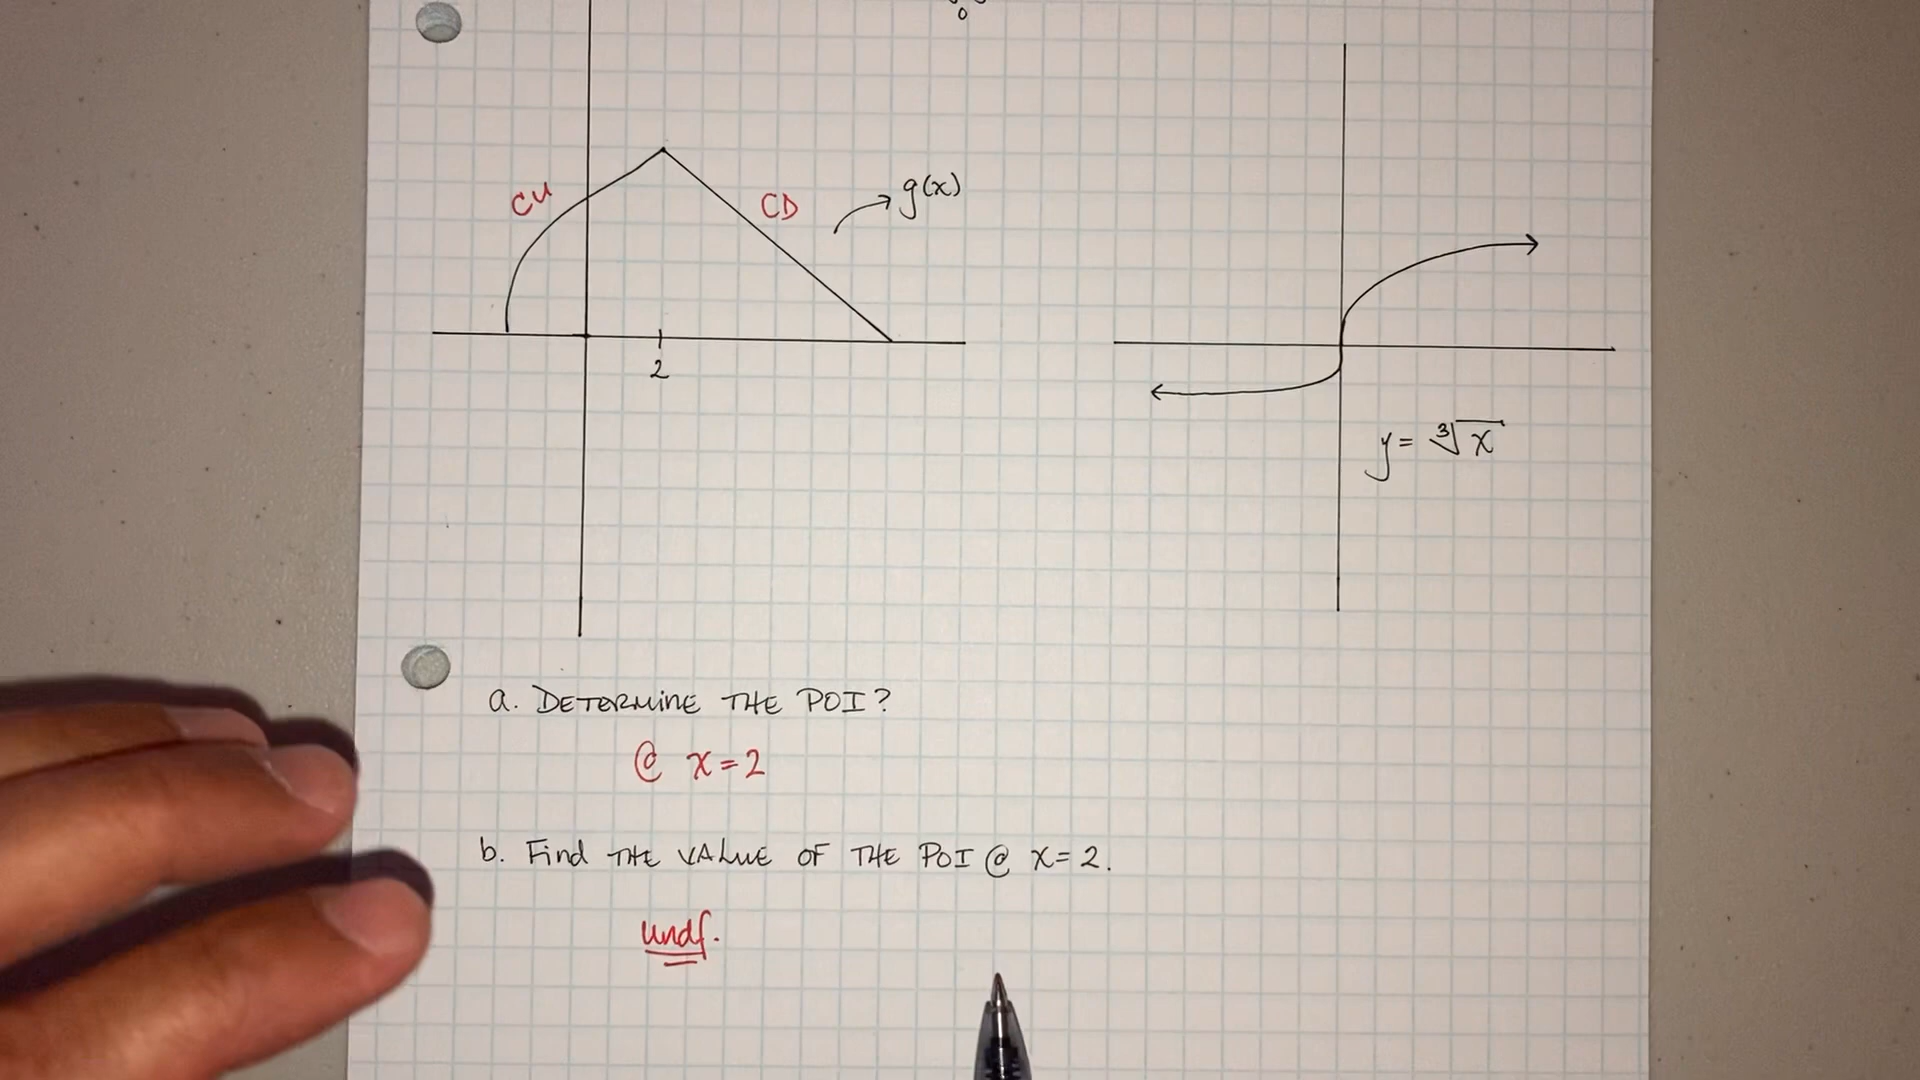 CU
CD
g(x)
2
y = ∛x
a. DETERMINE THE POI?
@ x=2
b. Find THE VALUE OF THE POI @ x=2.
undf.